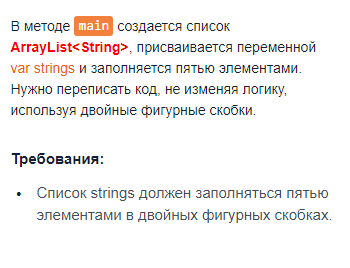 В методе main создается список
ArrayList<String>, присваивается переменной
var strings и заполняется пятью элементами.
Нужно переписать код, не изменяя логику,
используя двойные фигурные скобки.
Требования:
• Список strings должен заполняться пятью
элементами в двойных фигурных скобках.